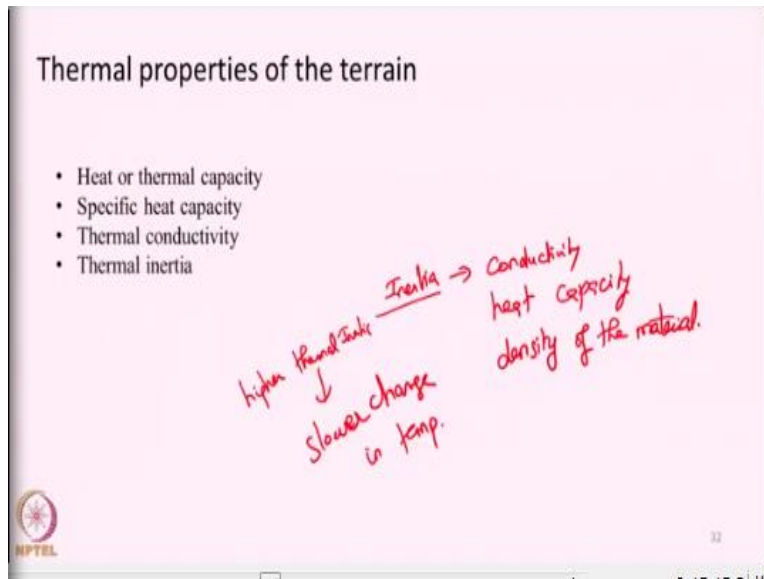 Thermal properties of the terrain
• Heat or thermal capacity
• Specific heat capacity
• Thermal conductivity
• Thermal inertia
Inertia → Conductivity
heat capacity
density of the material.
higher thermal Inertia
↓
slower change
in temp.
NPTEL
32